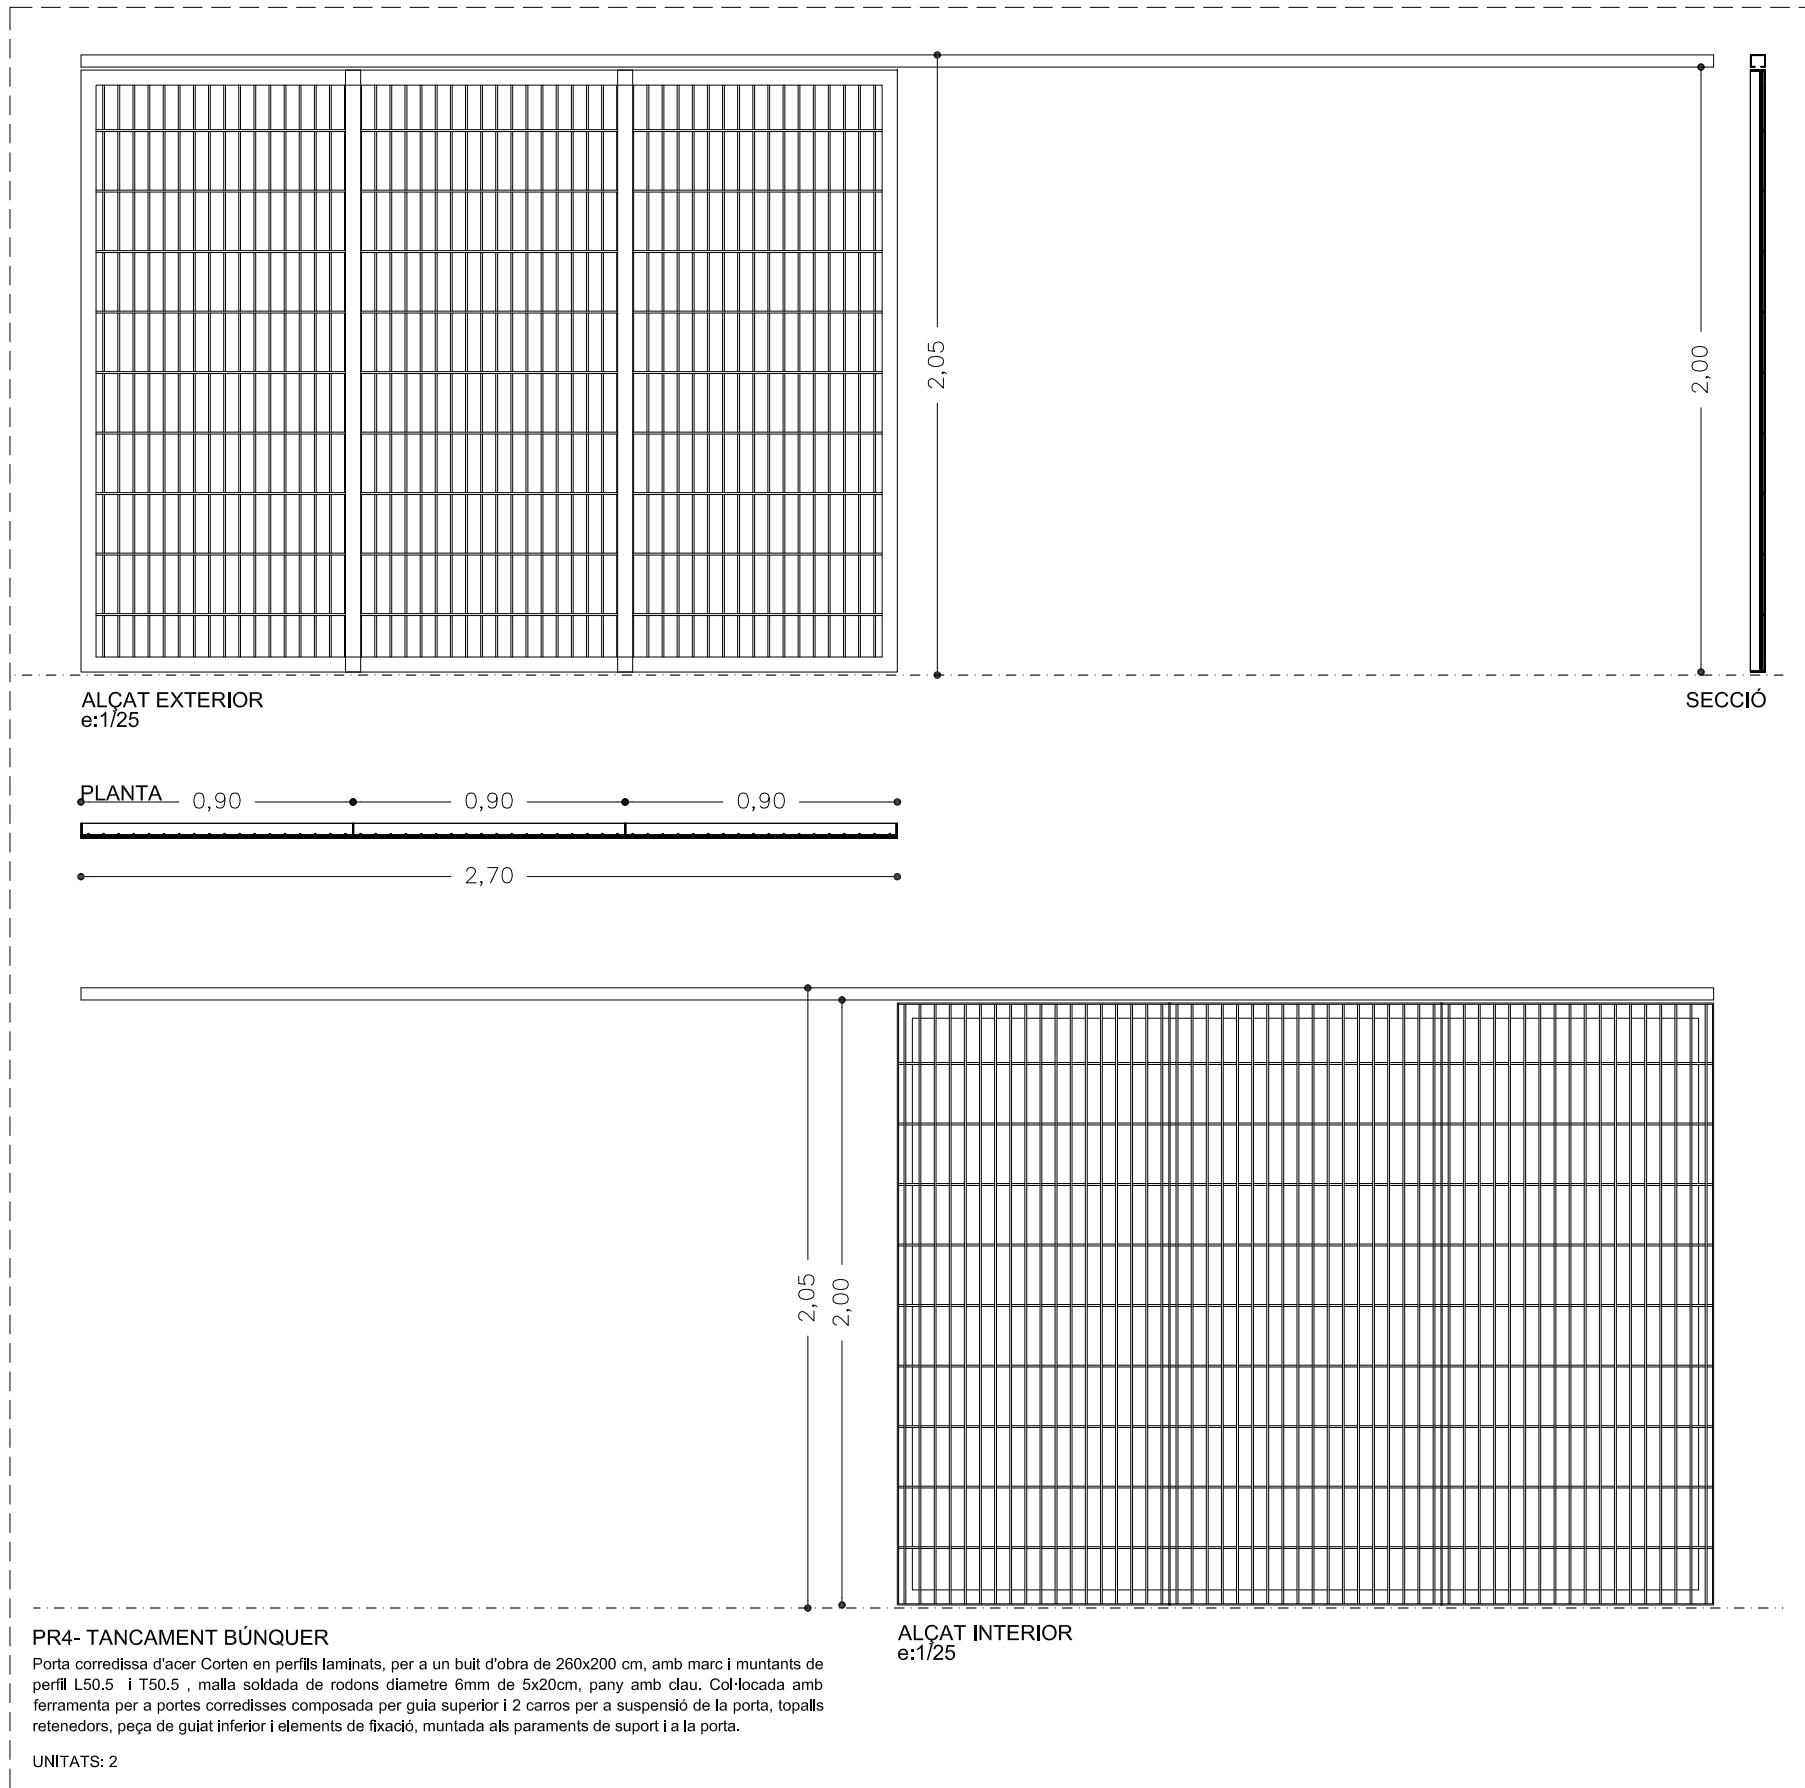 2,05
2,00
ALÇAT EXTERIOR
e:1/25
SECCIÓ
PLANTA
0,90
0,90
0,90
2,70
2,05
2,00
PR4- TANCAMENT BÚNQUER
Porta corredissa d'acer Corten en perfils laminats, per a un buit d'obra de 260x200 cm, amb marc i muntants de
perfil L50.5 i T50.5 , malla soldada de rodons diametre 6mm de 5x20cm, pany amb clau. Col·locada amb
ferramenta per a portes corredisses composada per guia superior i 2 carros per a suspensió de la porta, topalls
retenedors, peça de guiat inferior i elements de fixació, muntada als paraments de suport i a la porta.
UNITATS: 2
ALÇAT INTERIOR
e:1/25